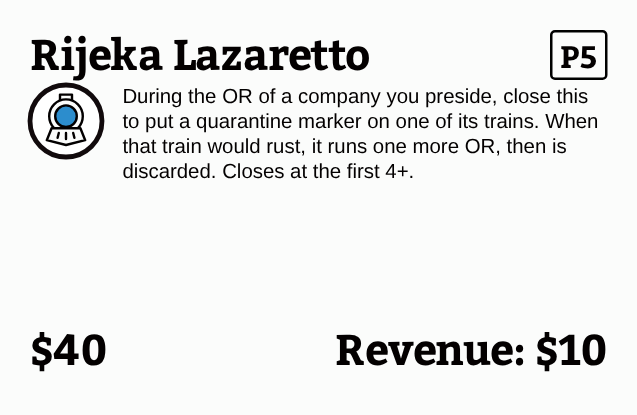 Rijeka Lazaretto
P5
During the OR of a company you preside, close this
to put a quarantine marker on one of its trains. When
that train would rust, it runs one more OR, then is
discarded. Closes at the first 4+.
$40
Revenue: $10